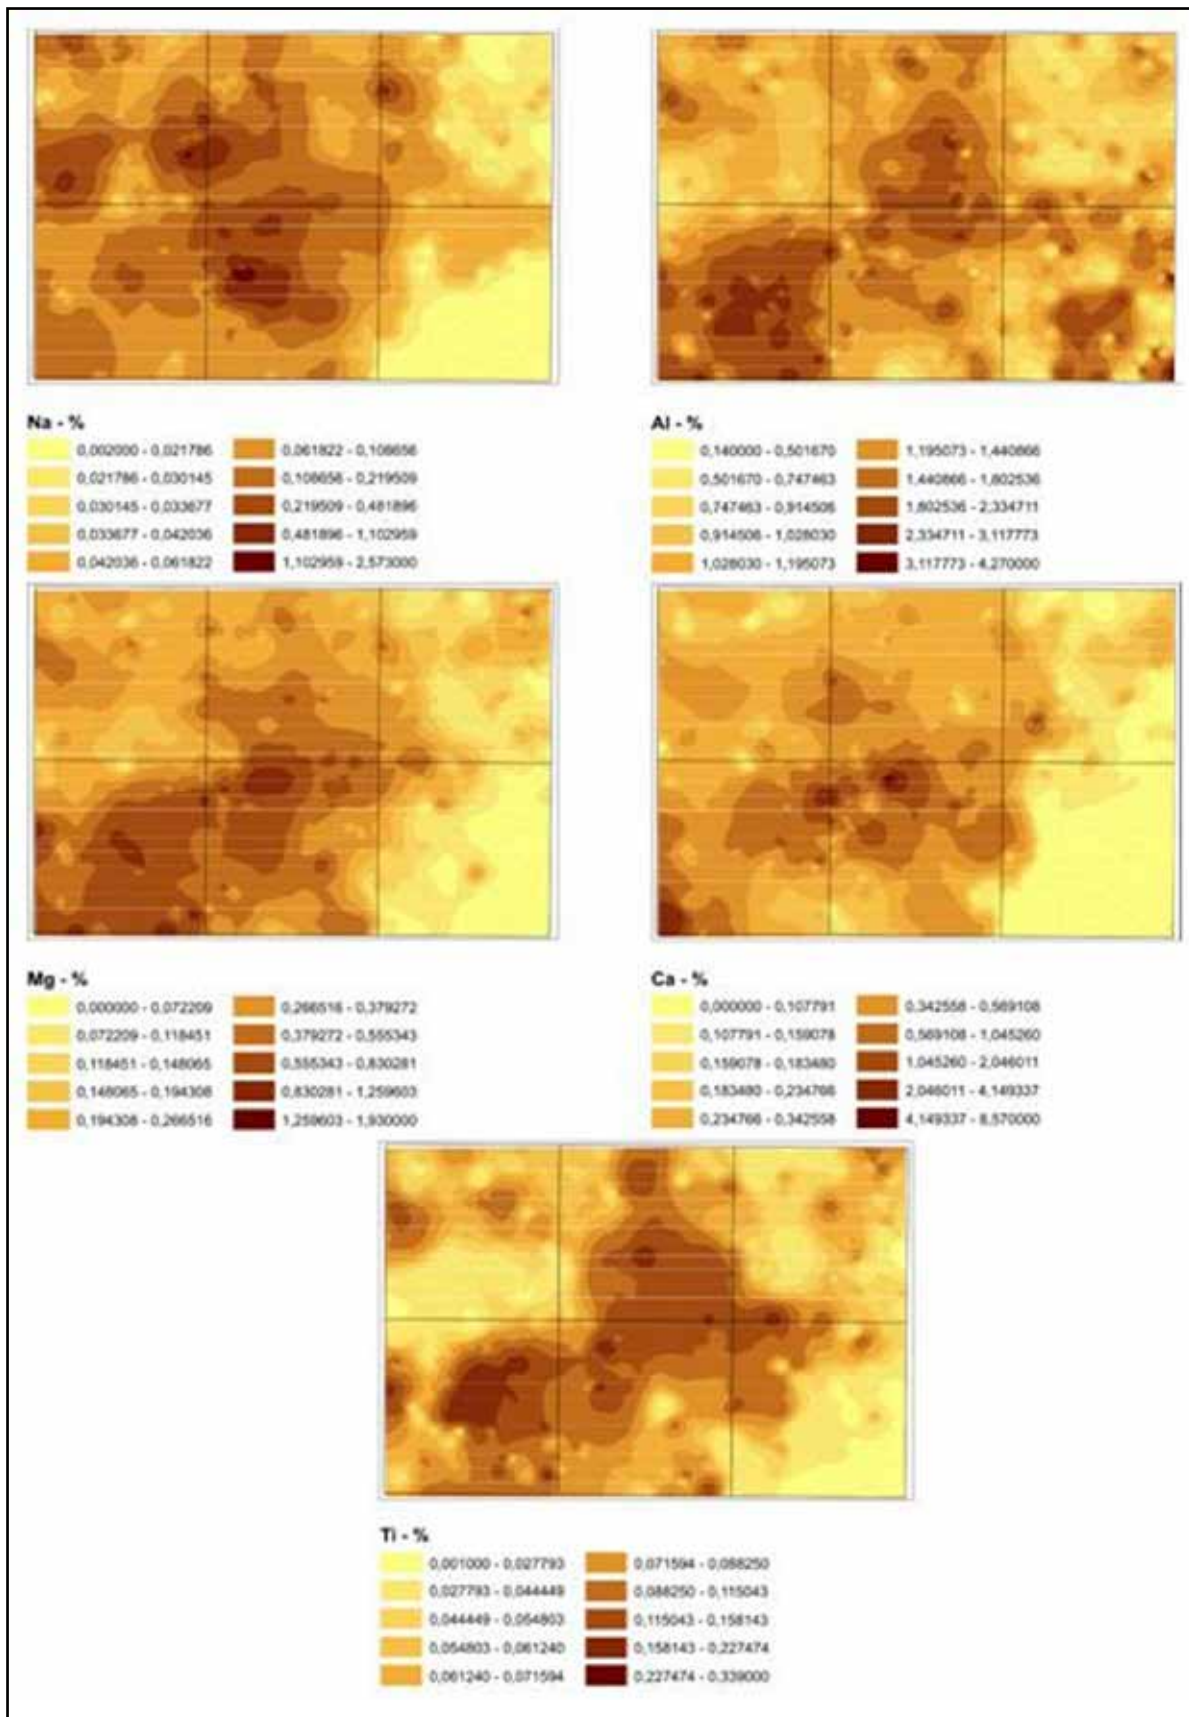 Na - %
0,002000 - 0,021786 0,061822 - 0,108656
0,021786 - 0,030145 0,108656 - 0,219509
0,030145 - 0,033677 0,219509 - 0,481896
0,033677 - 0,042036 0,481896 - 1,102959
0,042036 - 0,061822 1,102959 - 2,573000
Al - %
0,140000 - 0,501670 1,195073 - 1,440866
0,501670 - 0,747463 1,440866 - 1,802536
0,747463 - 0,914506 1,802536 - 2,334711
0,914506 - 1,028030 2,334711 - 3,117773
1,028030 - 1,195073 3,117773 - 4,270000
Mg - %
0,000000 - 0,072209 0,266516 - 0,379272
0,072209 - 0,118451 0,379272 - 0,555343
0,118451 - 0,148065 0,555343 - 0,830281
0,148065 - 0,194308 0,830281 - 1,259603
0,194308 - 0,266516 1,259603 - 1,930000
Ca - %
0,000000 - 0,107791 0,342558 - 0,569108
0,107791 - 0,159078 0,569108 - 1,045260
0,159078 - 0,183480 1,045260 - 2,046011
0,183480 - 0,234766 2,046011 - 4,149337
0,234766 - 0,342558 4,149337 - 8,570000
Ti - %
0,001000 - 0,027793 0,071594 - 0,088250
0,027793 - 0,044449 0,088250 - 0,115043
0,044449 - 0,054803 0,115043 - 0,158143
0,054803 - 0,061240 0,158143 - 0,227474
0,061240 - 0,071594 0,227474 - 0,339000